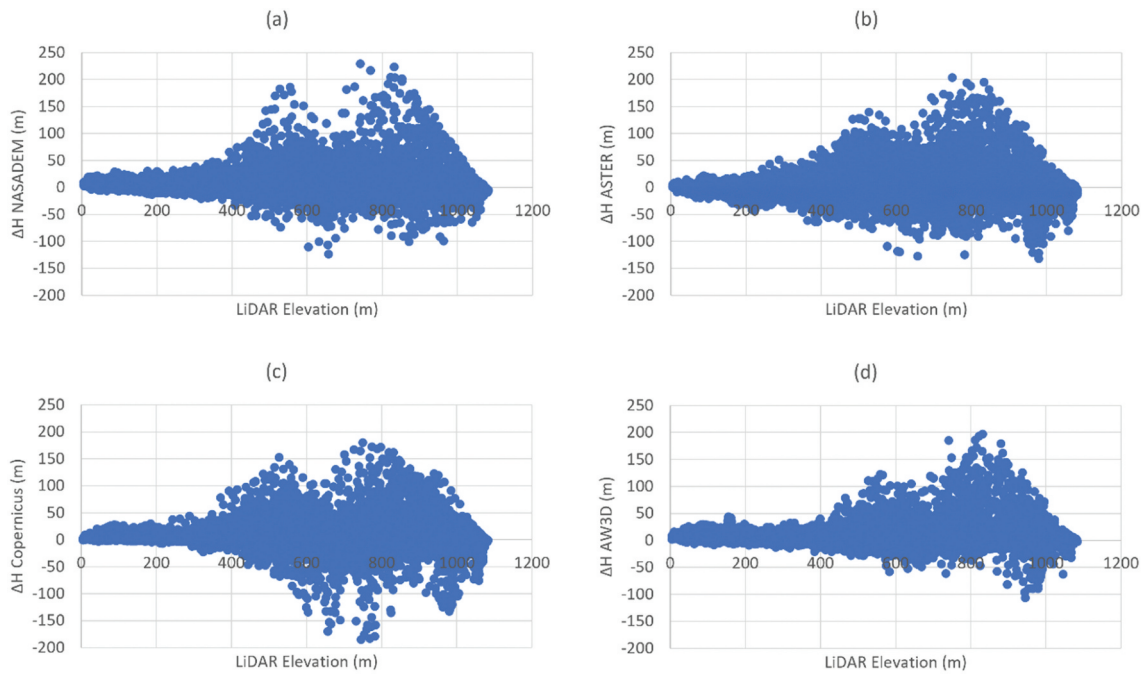 (a)
250
200
150
100
50
0
-50
-100
-150
-200
0 200 400 600 800 1000 1200
ΔH NASADEM (m)
LiDAR Elevation (m)
(b)
250
200
150
100
50
0
-50
-100
-150
-200
0 200 400 600 800 1000 1200
ΔH ASTER (m)
LiDAR Elevation (m)
(c)
250
200
150
100
50
0
-50
-100
-150
-200
0 200 400 600 800 1000 1200
ΔH Copernicus (m)
LiDAR Elevation (m)
(d)
250
200
150
100
50
0
-50
-100
-150
-200
0 200 400 600 800 1000 1200
ΔH AW3D (m)
LiDAR Elevation (m)